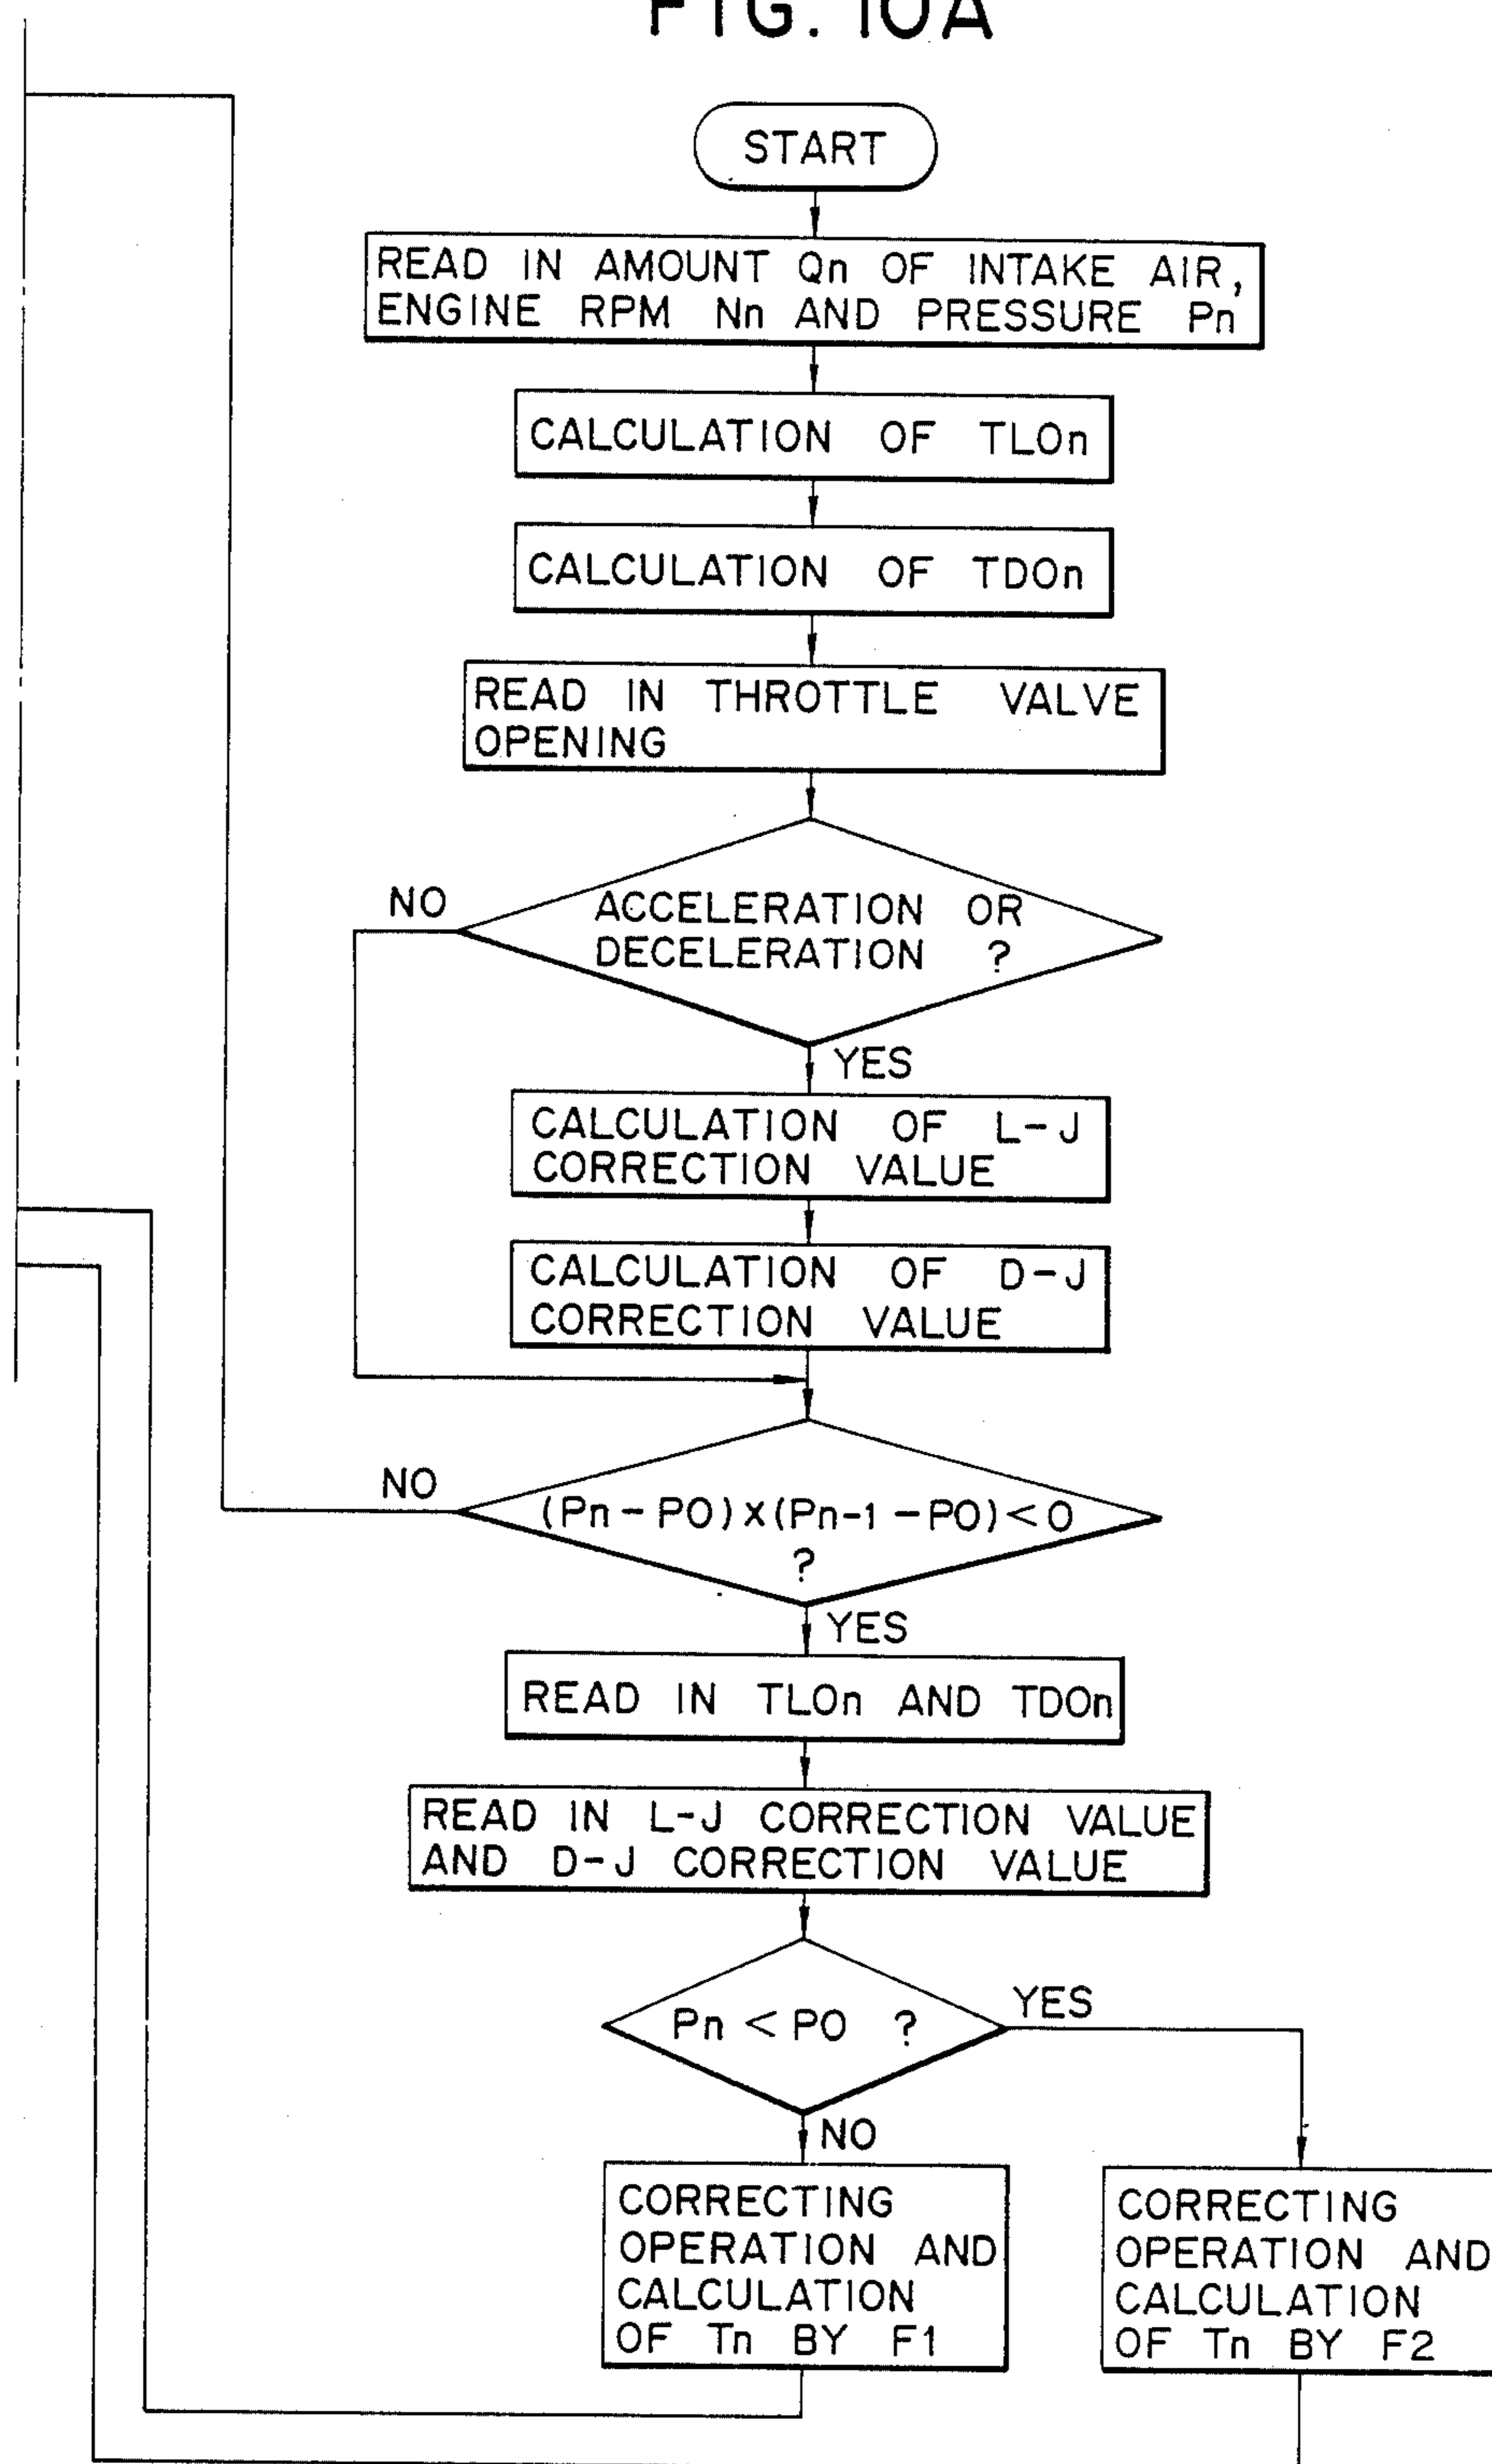 FIG. 10A
START
READ IN AMOUNT Qn OF INTAKE AIR,
ENGINE RPM Nn AND PRESSURE Pn
CALCULATION OF TLOn
CALCULATION OF TDOn
READ IN THROTTLE VALVE
OPENING
NO
ACCELERATION OR
DECELERATION ?
YES
CALCULATION OF L-J
CORRECTION VALUE
CALCULATION OF D-J
CORRECTION VALUE
NO
(Pn - PO) x (Pn-1 - PO) < O
?
YES
READ IN TLOn AND TDOn
READ IN L-J CORRECTION VALUE
AND D-J CORRECTION VALUE
Pn < PO ?
YES
NO
CORRECTING
OPERATION AND
CALCULATION
OF Tn BY F1
CORRECTING
OPERATION AND
CALCULATION
OF Tn BY F2